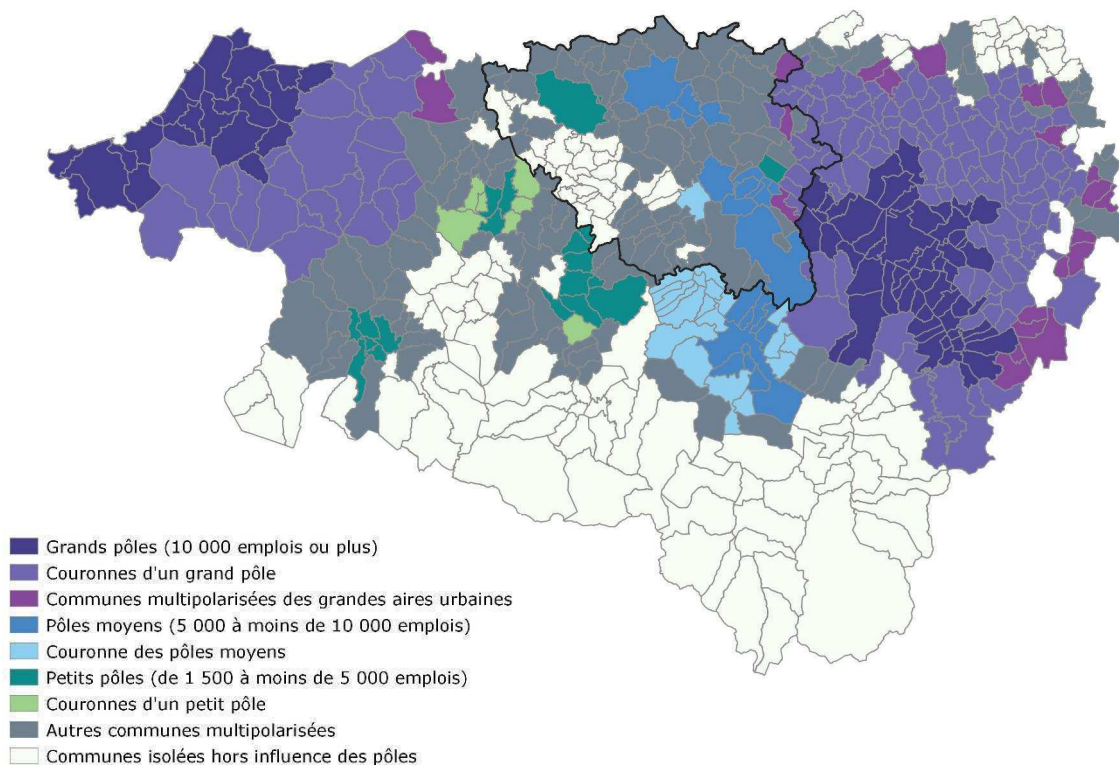 Grands pôles (10 000 emplois ou plus)
Couronnes d'un grand pôle
Communes multipolarisées des grandes aires urbaines
Pôles moyens (5 000 à moins de 10 000 emplois)
Couronne des pôles moyens
Petits pôles (de 1 500 à moins de 5 000 emplois)
Couronnes d'un petit pôle
Autres communes multipolarisées
Communes isolées hors influence des pôles